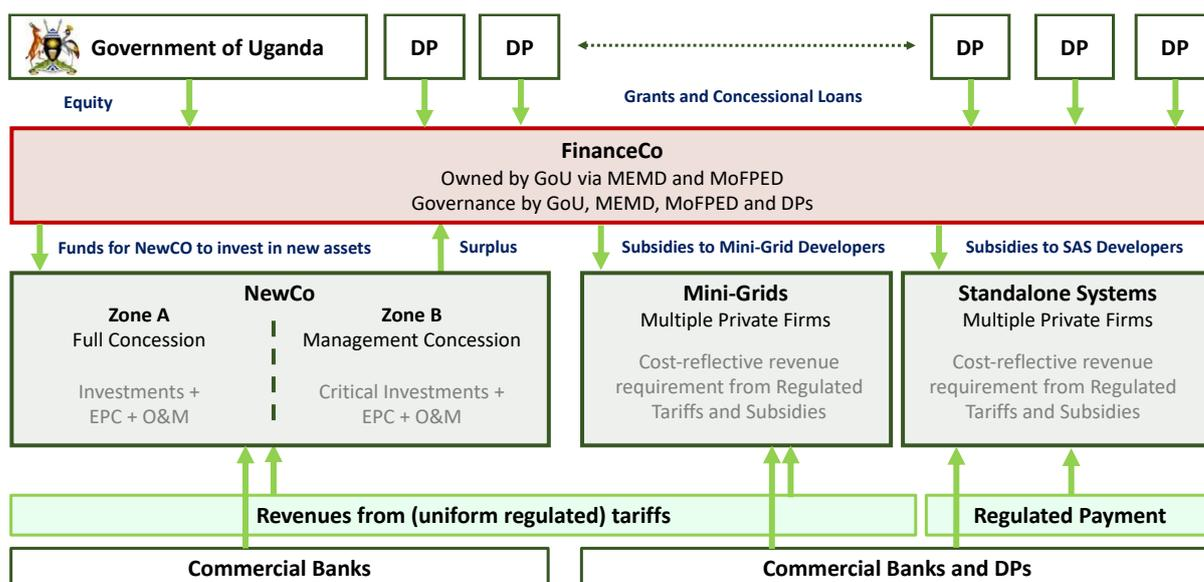 Government of Uganda
DP
DP
DP
DP
DP
Equity
Grants and Concessional Loans
FinanceCo
Owned by GoU via MEMD and MoFPED
Governance by GoU, MEMD, MoFPED and DPs
Funds for NewCO to invest in new assets
Surplus
Subsidies to Mini-Grid Developers
Subsidies to SAS Developers
NewCo
Zone A
Full Concession
Investments +
EPC + O&M
Zone B
Management Concession
Critical Investments +
EPC + O&M
Mini-Grids
Multiple Private Firms
Cost-reflective revenue
requirement from Regulated
Tariffs and Subsidies
Standalone Systems
Multiple Private Firms
Cost-reflective revenue
requirement from Regulated
Tariffs and Subsidies
Revenues from (uniform regulated) tariffs
Regulated Payment
Commercial Banks
Commercial Banks and DPs